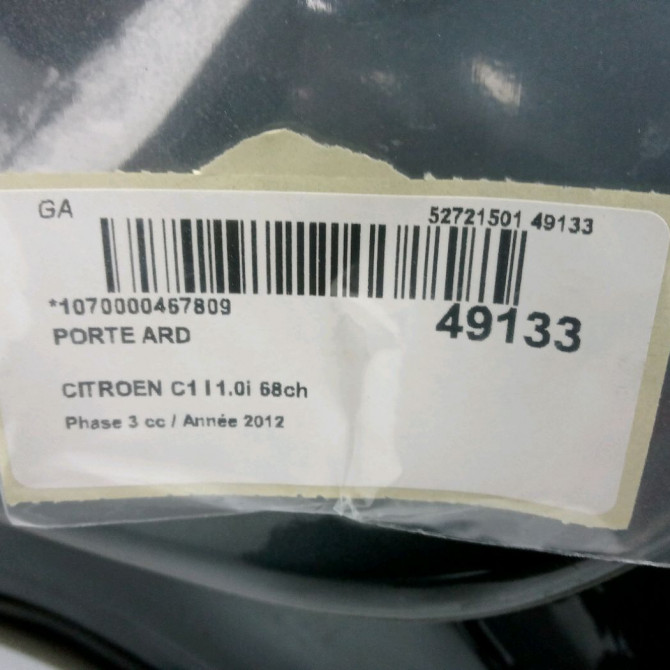 GA
52721501 49133
*1070000467809
49133
PORTE ARD
CITROEN C1 I 1.0i 68ch
Phase 3 cc / Année 2012